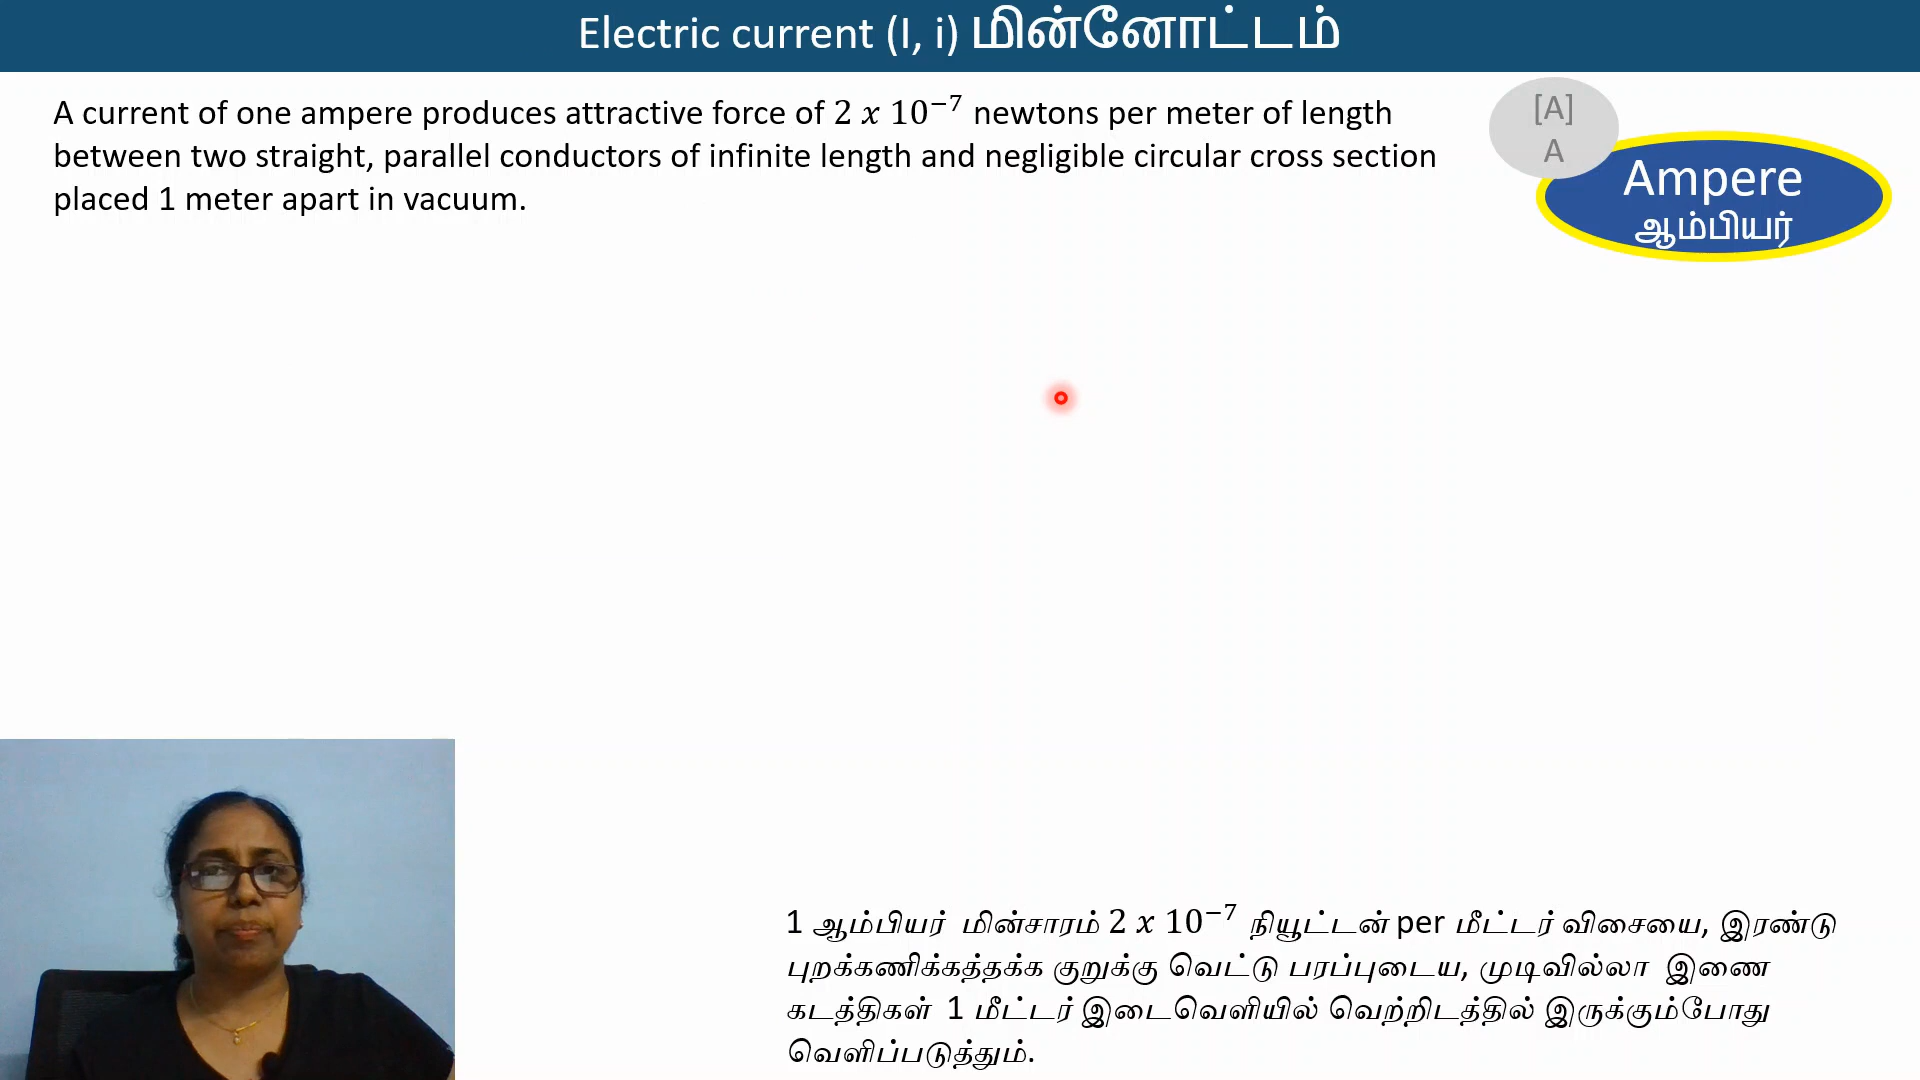 Electric current (I, i) மின்னோட்டம்
A current of one ampere produces attractive force of 2 x 10⁻⁷ newtons per meter of length
between two straight, parallel conductors of infinite length and negligible circular cross section
placed 1 meter apart in vacuum.
[A]
A
Ampere
ஆம்பியர்
1 ஆம்பியர் மின்சாரம் 2 x 10⁻⁷ நியூட்டன் per மீட்டர் விசையை, இரண்டு
புறக்கணிக்கத்தக்க குறுக்கு வெட்டு பரப்புடைய, முடிவில்லா இணை
கடத்திகள் 1 மீட்டர் இடைவெளியில் வெற்றிடத்தில் இருக்கும்போது
வெளிப்படுத்தும்.